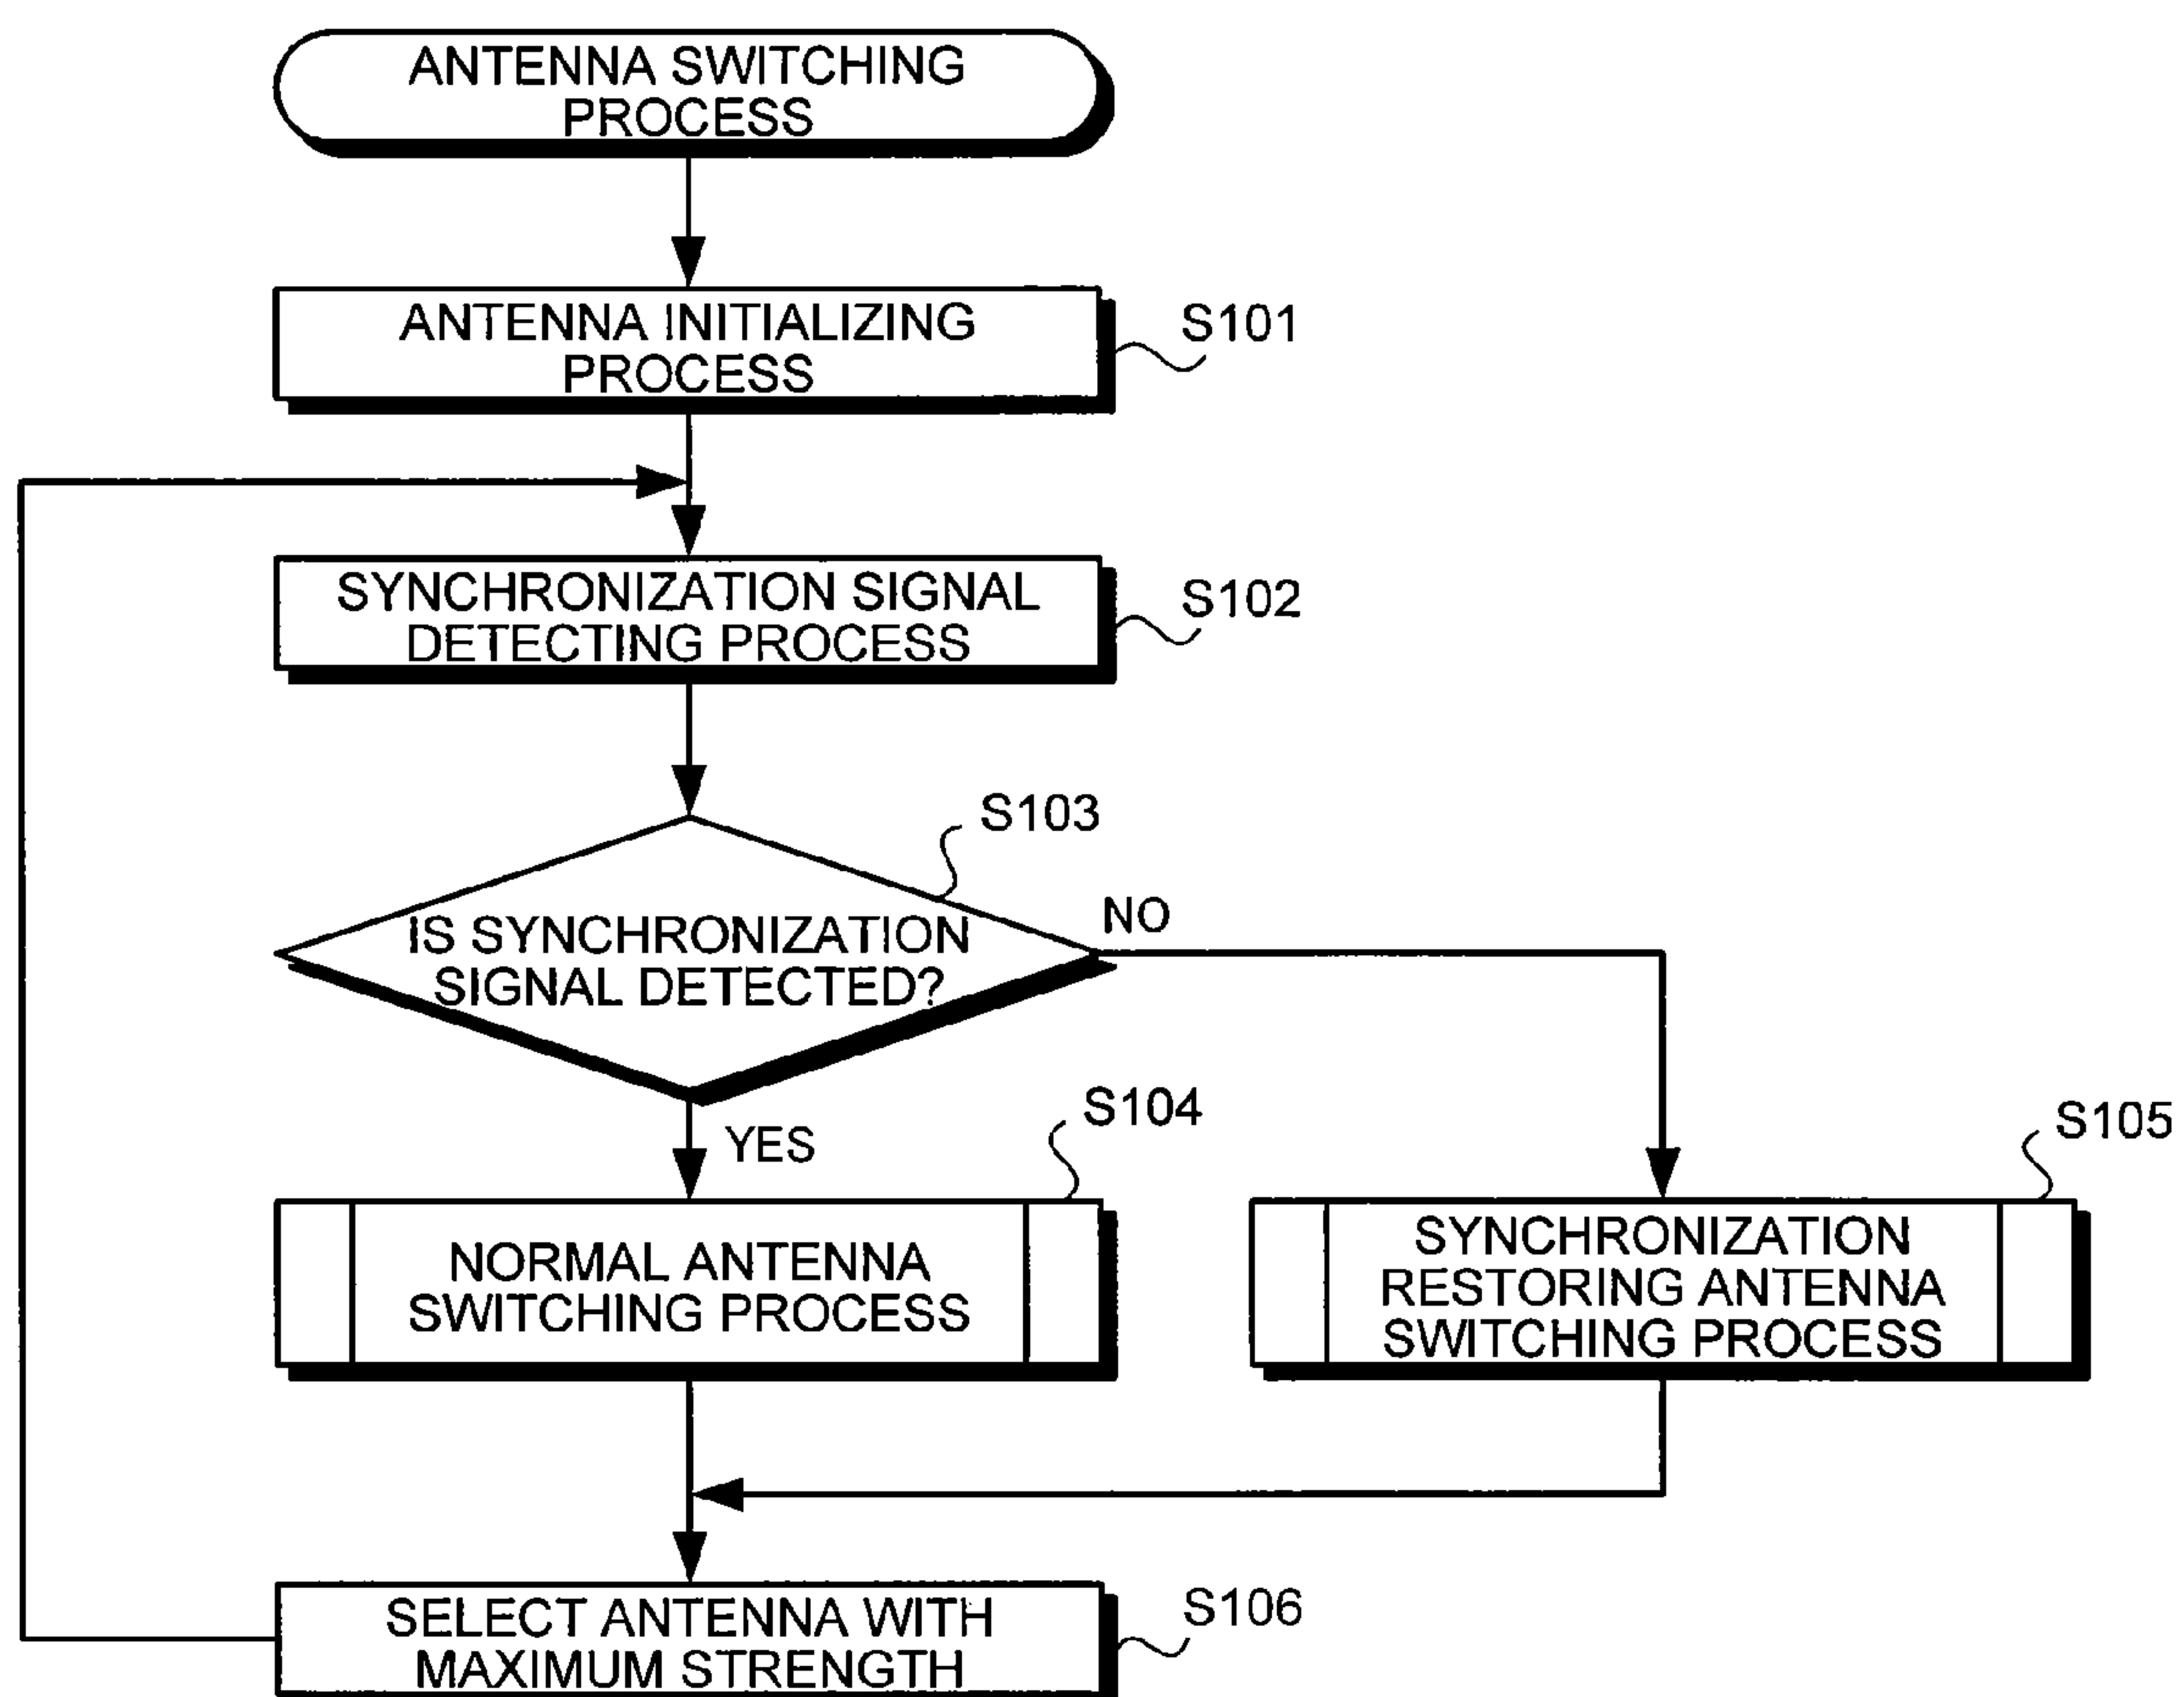 ANTENNA SWITCHING
PROCESS
ANTENNA INITIALIZING
PROCESS
S101
SYNCHRONIZATION SIGNAL
DETECTING PROCESS
S102
S103
IS SYNCHRONIZATION
SIGNAL DETECTED?
NO
YES
S104
NORMAL ANTENNA
SWITCHING PROCESS
S105
SYNCHRONIZATION
RESTORING ANTENNA
SWITCHING PROCESS
SELECT ANTENNA WITH
MAXIMUM STRENGTH
S106